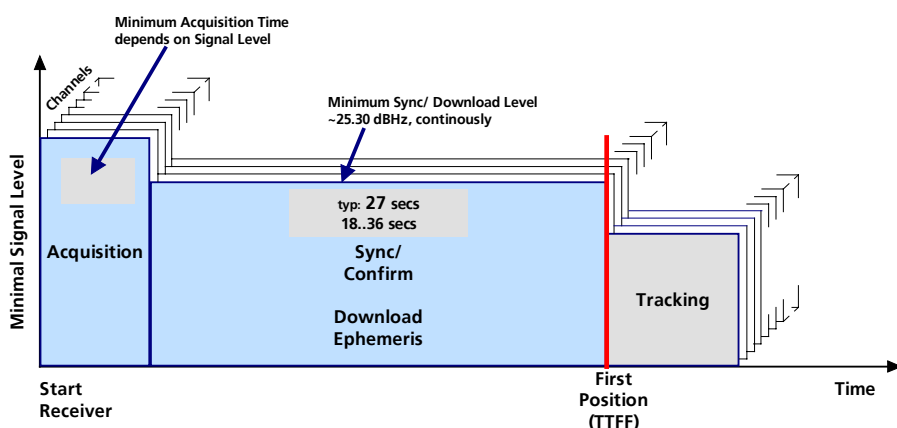 Minimum Acquisition Time
depends on Signal Level
Channels
Minimum Sync/ Download Level
~25.30 dBHz, continously
Minimal Signal Level
typ: 27 secs
18..36 secs
Acquisition
Sync/
Confirm
Download
Ephemeris
Tracking
Start
Receiver
First
Position
(TTFF)
Time